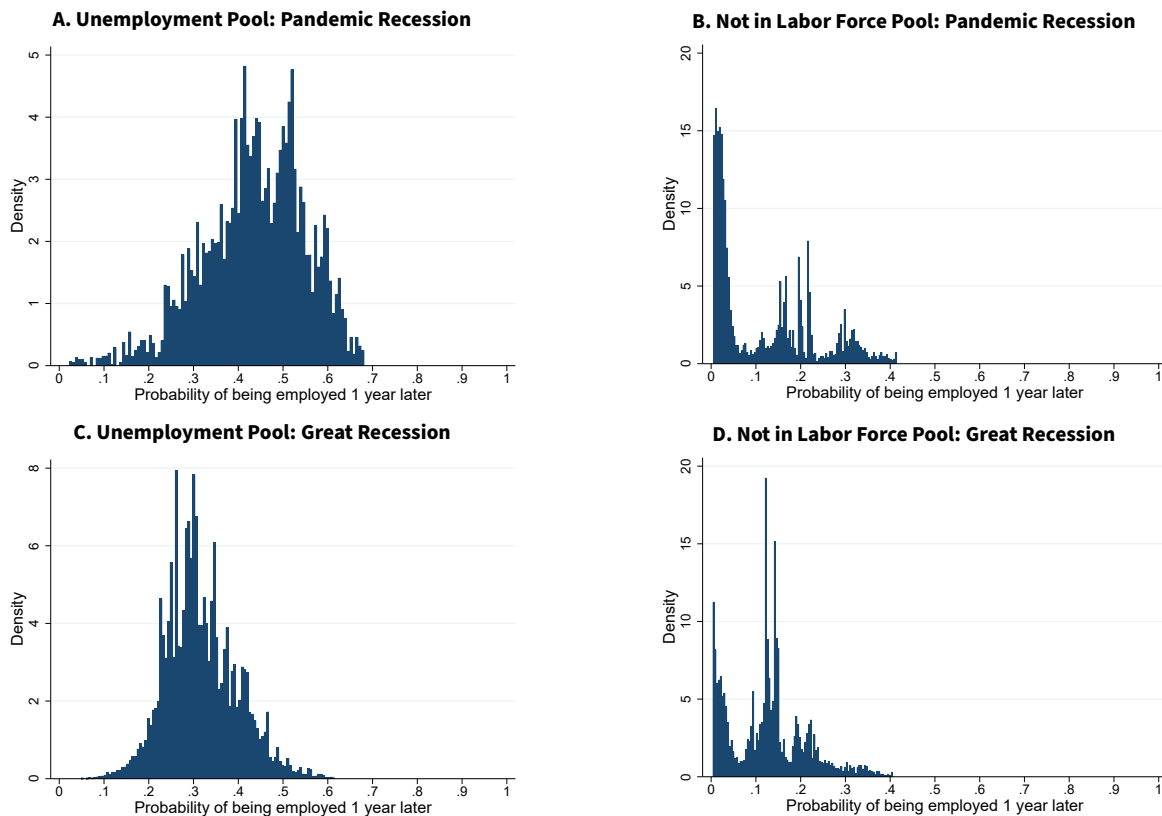 A. Unemployment Pool: Pandemic Recession
5
4
3
2
1
0
Density
0 .1 .2 .3 .4 .5 .6 .7 .8 .9 1
Probability of being employed 1 year later
B. Not in Labor Force Pool: Pandemic Recession
20
15
10
5
0
Density
0 .1 .2 .3 .4 .5 .6 .7 .8 .9 1
Probability of being employed 1 year later
C. Unemployment Pool: Great Recession
8
6
4
2
0
Density
0 .1 .2 .3 .4 .5 .6 .7 .8 .9 1
Probability of being employed 1 year later
D. Not in Labor Force Pool: Great Recession
20
15
10
5
0
Density
0 .1 .2 .3 .4 .5 .6 .7 .8 .9 1
Probability of being employed 1 year later